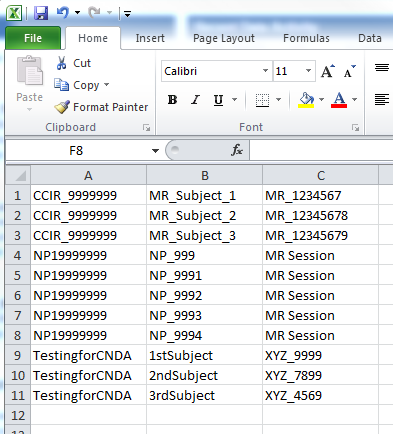 File Home Insert Page Layout Formulas Data
Cut
Calibri 11 A A
Copy
Paste
Format Painter
B I U A
Clipboard Font
F8 fx
A B C
1 CCIR_9999999 MR_Subject_1 MR_1234567
2 CCIR_9999999 MR_Subject_2 MR_12345678
3 CCIR_9999999 MR_Subject_3 MR_12345679
4 NP19999999 NP_999 MR Session
5 NP19999999 NP_9991 MR Session
6 NP19999999 NP_9992 MR Session
7 NP19999999 NP_9993 MR Session
8 NP19999999 NP_9994 MR Session
9 TestingforCNDA 1stSubject XYZ_9999
10 TestingforCNDA 2ndSubject XYZ_7899
11 TestingforCNDA 3rdSubject XYZ_4569
12